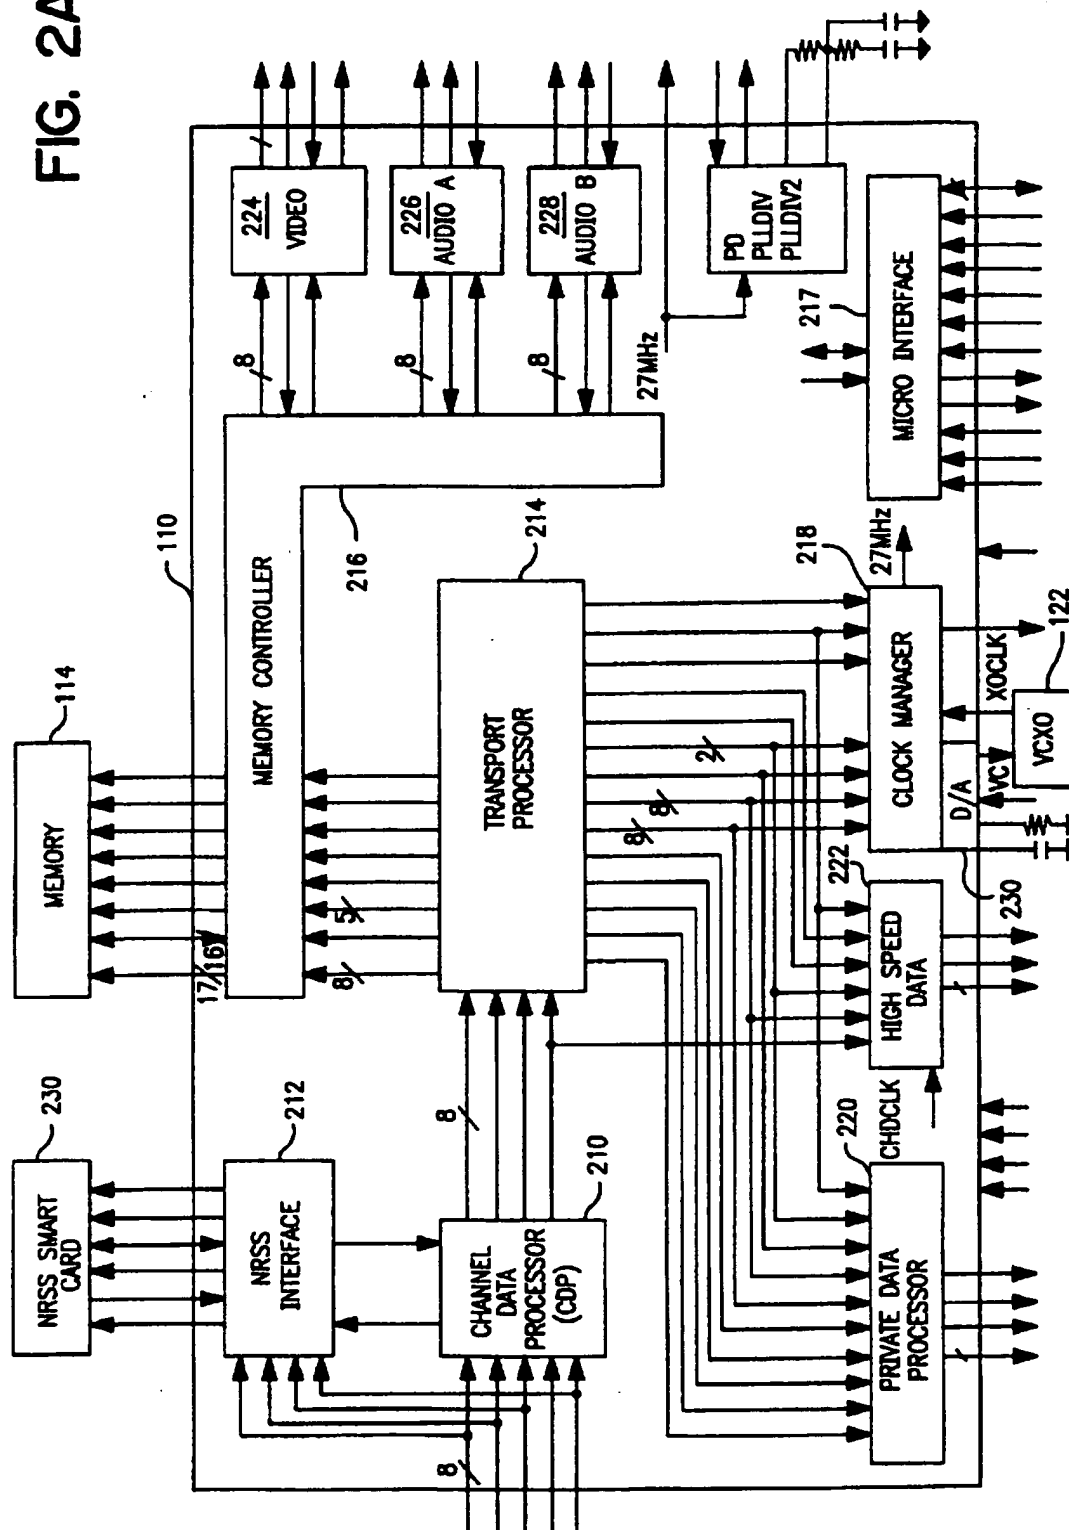 FIG. 2A
110
114
MEMORY
230
NRSS SMART
CARD
212
NRSS
INTERFACE
17
16
MEMORY CONTROLLER
216
8
5
8
8
8
224
VIDEO
226
AUDIO A
228
AUDIO B
27MHz
PD
PLLDIV
PLLDIV2
214
TRANSPORT
PROCESSOR
8
210
CHANNEL
DATA
PROCESSOR
(CDP)
8
2
8
8
217
MICRO INTERFACE
218
27MHz
CLOCK MANAGER
XOCLK
122
VCXO
VC
D/A
230
222
HIGH SPEED
DATA
CHDCLK
220
PRIVATE DATA
PROCESSOR